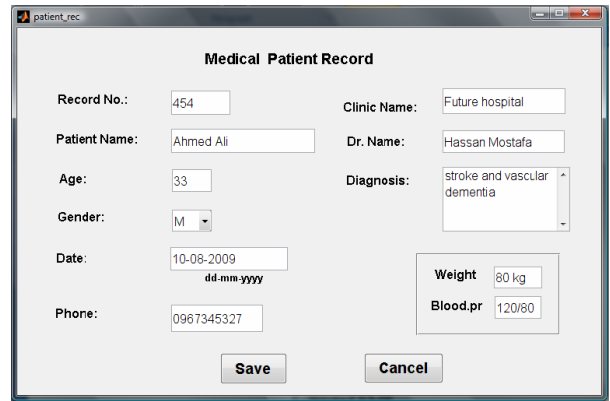 patient_rec
Medical Patient Record
Record No.: 454
Clinic Name: Future hospital
Patient Name: Ahmed Ali
Dr. Name: Hassan Mostafa
Age: 33
Diagnosis: stroke and vascular
dementia
Gender: M
Date: 10-08-2009
dd-mm-yyyy
Weight 80 kg
Blood.pr 120/80
Phone: 0967345327
Save Cancel